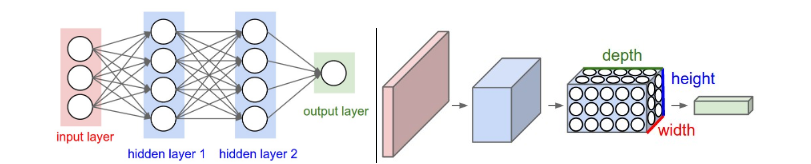 input layer
hidden layer 1
hidden layer 2
output layer
depth
height
width